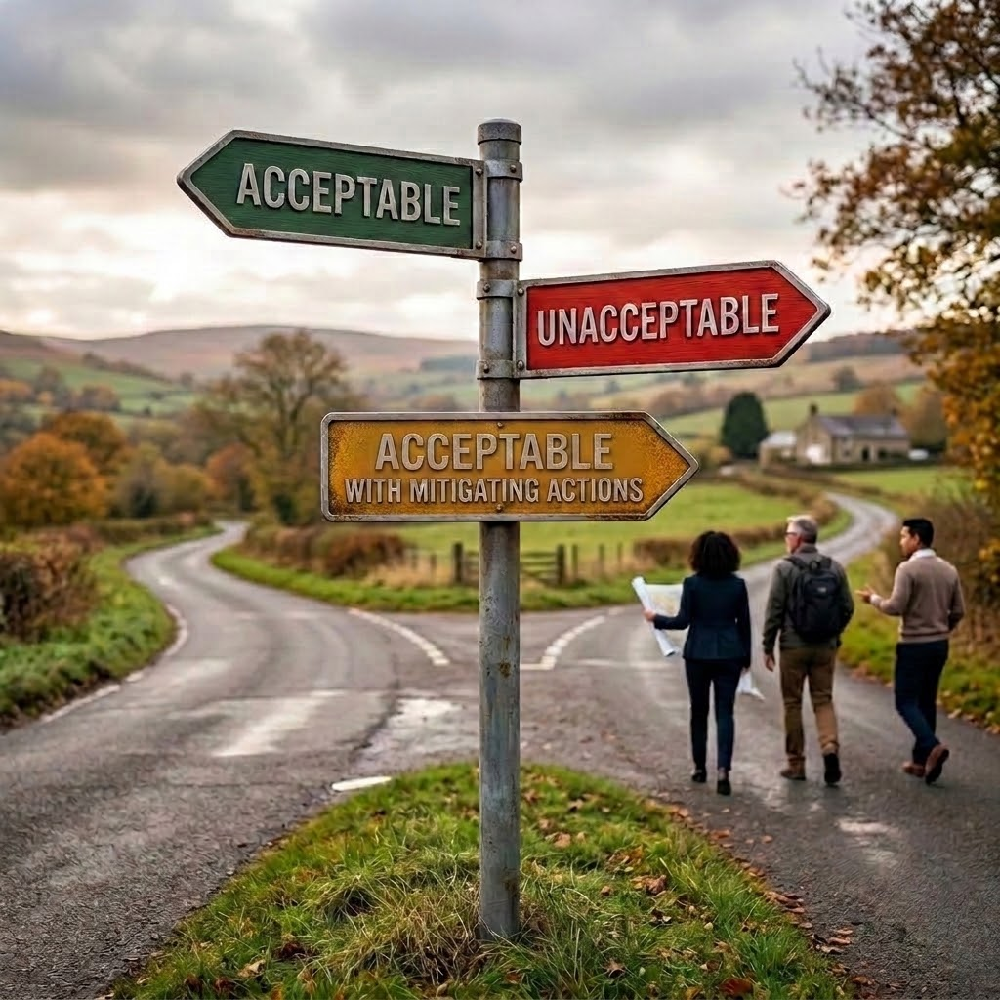 ACCEPTABLE
UNACCEPTABLE
ACCEPTABLE
WITH MITIGATING ACTIONS